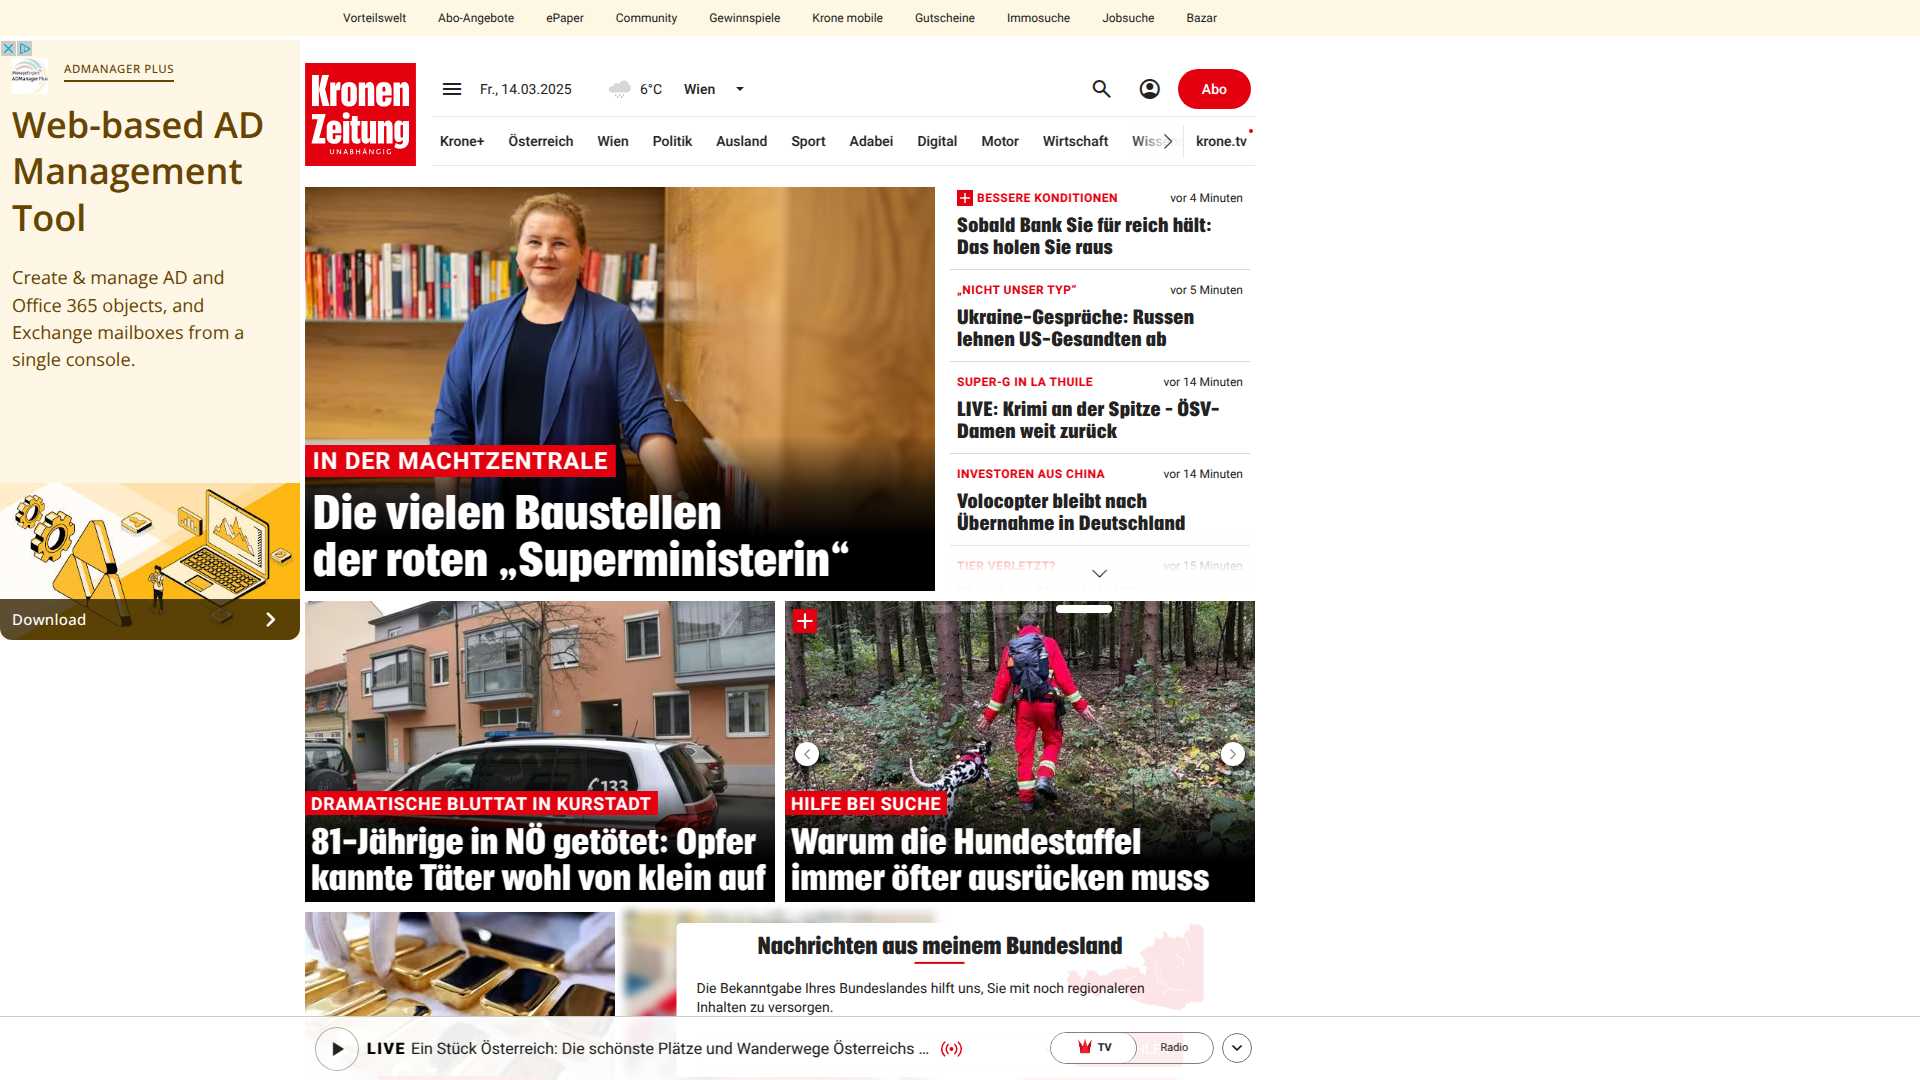 Vorteilswelt Abo-Angebote ePaper Community Gewinnspiele Krone mobile Gutscheine Immosuche Jobsuche Bazar
ADMANAGER PLUS
Web-based AD
Management
Tool
Create & manage AD and
Office 365 objects, and
Exchange mailboxes from a
single console.
Download
Kronen
Zeitung
UNABHÄNGIG
Fr., 14.03.2025 6°C Wien Abo
Krone+ Österreich Wien Politik Ausland Sport Adabei Digital Motor Wirtschaft krone.tv
IN DER MACHTZENTRALE
Die vielen Baustellen
der roten „Superministerin“
BESSERE KONDITIONEN vor 4 Minuten
Sobald Bank Sie für reich hält:
Das holen Sie raus
„NICHT UNSER TYP“ vor 5 Minuten
Ukraine-Gespräche: Russen
lehnen US-Gesandten ab
SUPER-G IN LA THUILE vor 14 Minuten
LIVE: Krimi an der Spitze - ÖSV-
Damen weit zurück
INVESTOREN AUS CHINA vor 14 Minuten
Volocopter bleibt nach
Übernahme in Deutschland
TIER VERLETZT? vor 15 Minuten
133
DRAMATISCHE BLUTTAT IN KURSTADT
81-Jährige in NÖ getötet: Opfer
kannte Täter wohl von klein auf
HILFE BEI SUCHE
Warum die Hundestaffel
immer öfter ausrücken muss
Nachrichten aus meinem Bundesland
Die Bekanntgabe Ihres Bundeslandes hilft uns, Sie mit noch regionaleren
Inhalten zu versorgen.
LIVE Ein Stück Österreich: Die schönste Plätze und Wanderwege Österreichs ... TV Radio